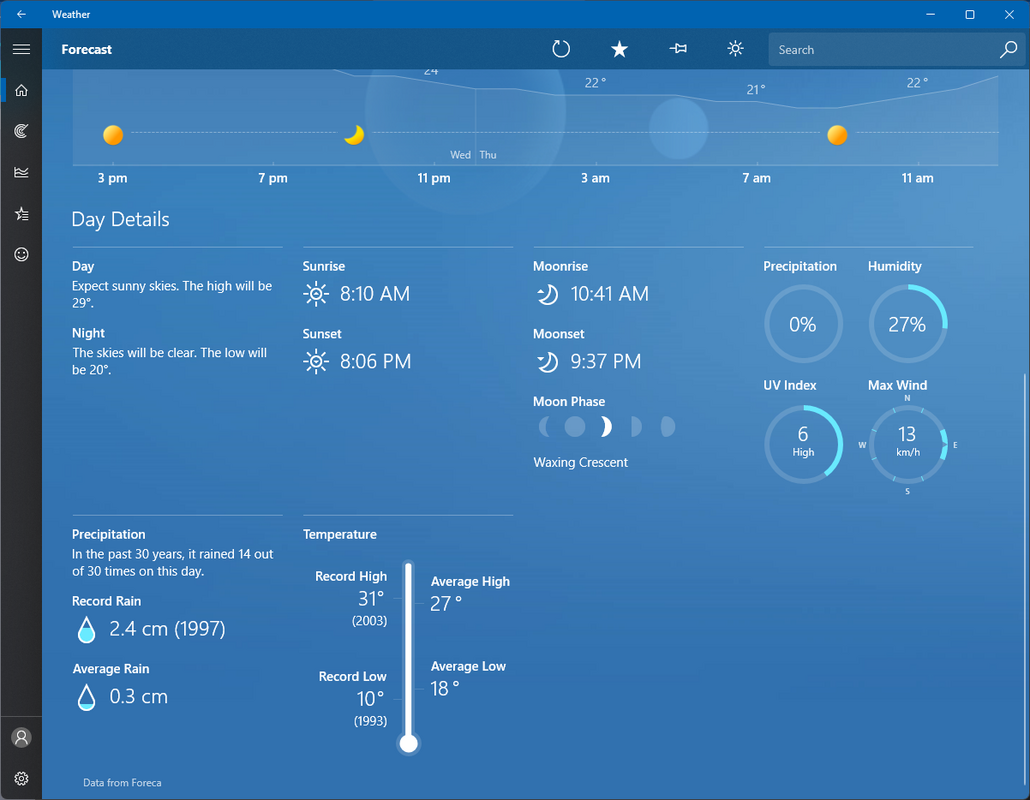 Weather
Forecast
Search
24
22°
21°
22°
Wed Thu
3 pm 7 pm 11 pm 3 am 7 am 11 am
Day Details
Day
Expect sunny skies. The high will be
29°.
Night
The skies will be clear. The low will
be 20°.
Sunrise
8:10 AM
Sunset
8:06 PM
Moonrise
10:41 AM
Moonset
9:37 PM
Moon Phase
Waxing Crescent
Precipitation
0%
Humidity
27%
UV Index
6
High
Max Wind
N
W
13
km/h
E
S
Precipitation
In the past 30 years, it rained 14 out
of 30 times on this day.
Record Rain
2.4 cm (1997)
Average Rain
0.3 cm
Temperature
Record High
31°
(2003)
Average High
27°
Record Low
10°
(1993)
Average Low
18°
Data from Foreca